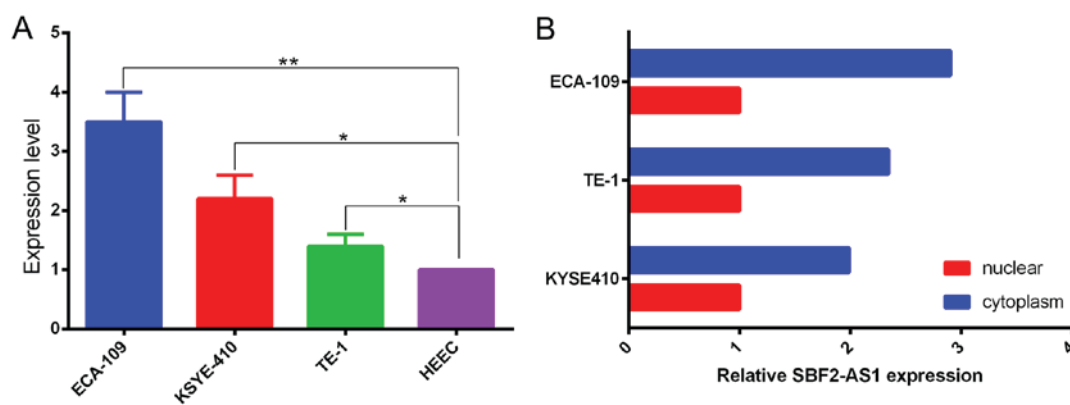 A
Expression level
5
4
3
2
1
0
**
*
*
ECA-109
KSYE-410
TE-1
HEEC
B
ECA-109
TE-1
KYSE410
nuclear
cytoplasm
0
1
2
3
4
Relative SBF2-AS1 expression